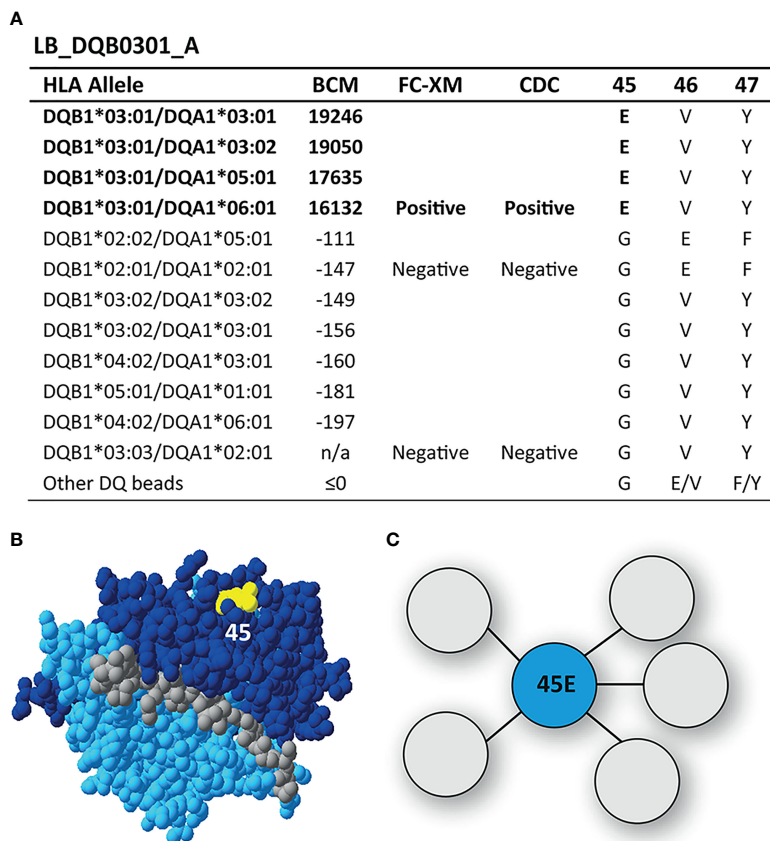 A
LB_DQB0301_A
HLA Allele BCM FC-XM CDC 45 46 47
DQB1*03:01/DQA1*03:01 19246 E V Y
DQB1*03:01/DQA1*03:02 19050 E V Y
DQB1*03:01/DQA1*05:01 17635 E V Y
DQB1*03:01/DQA1*06:01 16132 Positive Positive E V Y
DQB1*02:02/DQA1*05:01 -111 G E F
DQB1*02:01/DQA1*02:01 -147 Negative Negative G E F
DQB1*03:02/DQA1*03:02 -149 G V Y
DQB1*03:02/DQA1*03:01 -156 G V Y
DQB1*04:02/DQA1*03:01 -160 G V Y
DQB1*05:01/DQA1*01:01 -181 G V Y
DQB1*04:02/DQA1*06:01 -197 G V Y
DQB1*03:03/DQA1*02:01 n/a Negative Negative G V Y
Other DQ beads ≤0 G E/V F/Y
B
45
C
45E